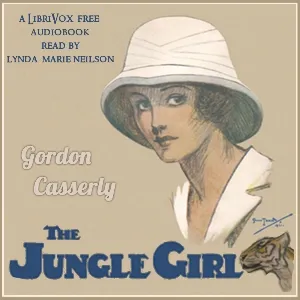 A LIBRIVOX FREE
AUDIOBOOK
READ BY
LYNDA MARIE NEILSON
Gordon
Casserly
THE
JUNGLE GIRL